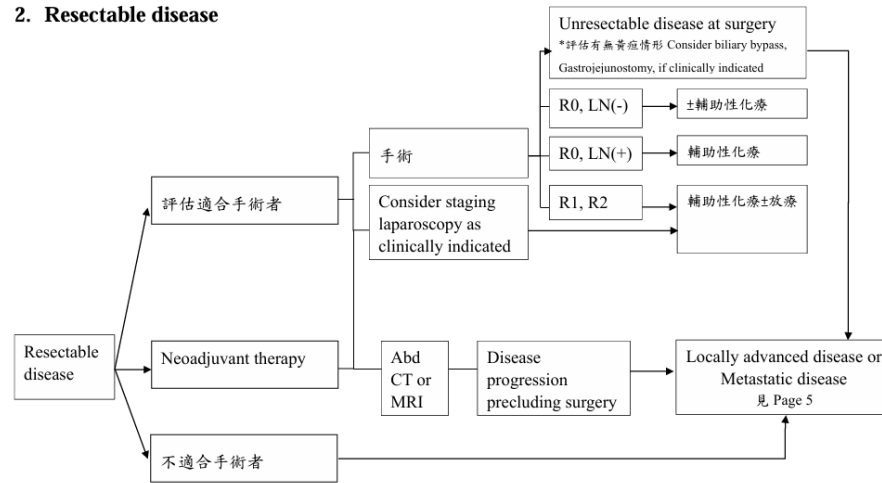 2. Resectable disease
Unresectable disease at surgery
*評估有無黃疸情形 Consider biliary bypass,
Gastrojejunostomy, if clinically indicated
R0, LN(-)
±輔助性化療
手術
R0, LN(+)
輔助性化療
評估適合手術者
Consider staging
laparoscopy as
clinically indicated
R1, R2
輔助性化療±放療
Resectable
disease
Neoadjuvant therapy
Abd
CT or
MRI
Disease
progression
precluding surgery
Locally advanced disease or
Metastatic disease
見 Page 5
不適合手術者